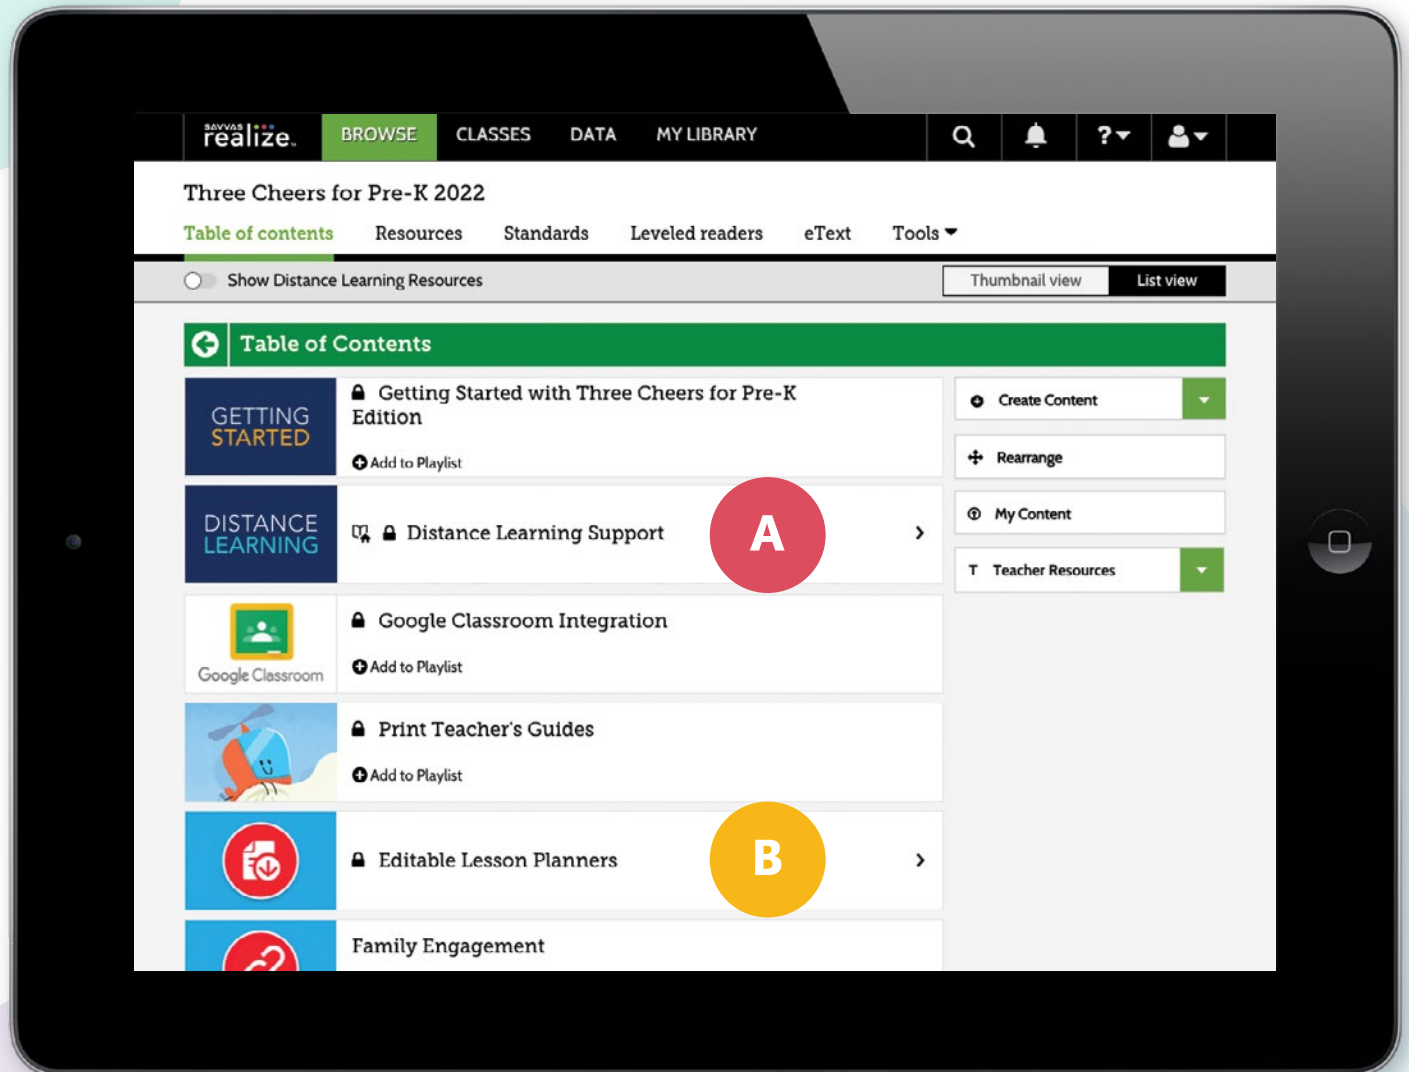 SAVVAS
realize.
BROWSE CLASSES DATA MY LIBRARY ?
Three Cheers for Pre-K 2022
Table of contents Resources Standards Leveled readers eText Tools
Show Distance Learning Resources Thumbnail view List view
Table of Contents
GETTING
STARTED
Getting Started with Three Cheers for Pre-K
Edition
Add to Playlist
Create Content
Rearrange
DISTANCE
LEARNING
Distance Learning Support
A
My Content
T Teacher Resources
Google Classroom
Google Classroom Integration
Add to Playlist
Print Teacher's Guides
Add to Playlist
Editable Lesson Planners
B
Family Engagement